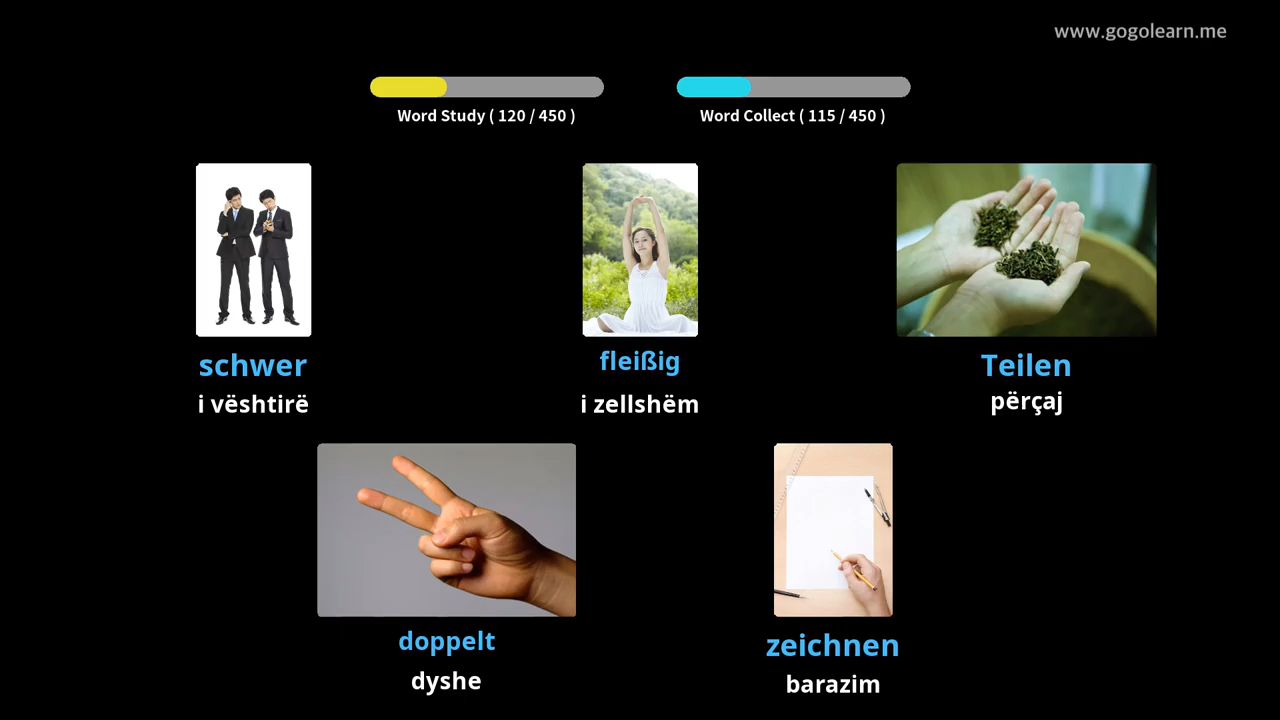 www.gogolearn.me
Word Study ( 120 / 450 )
Word Collect ( 115 / 450 )
schwer
i vështirë
fleißig
i zellshëm
Teilen
përçaj
doppelt
dyshe
zeichnen
barazim